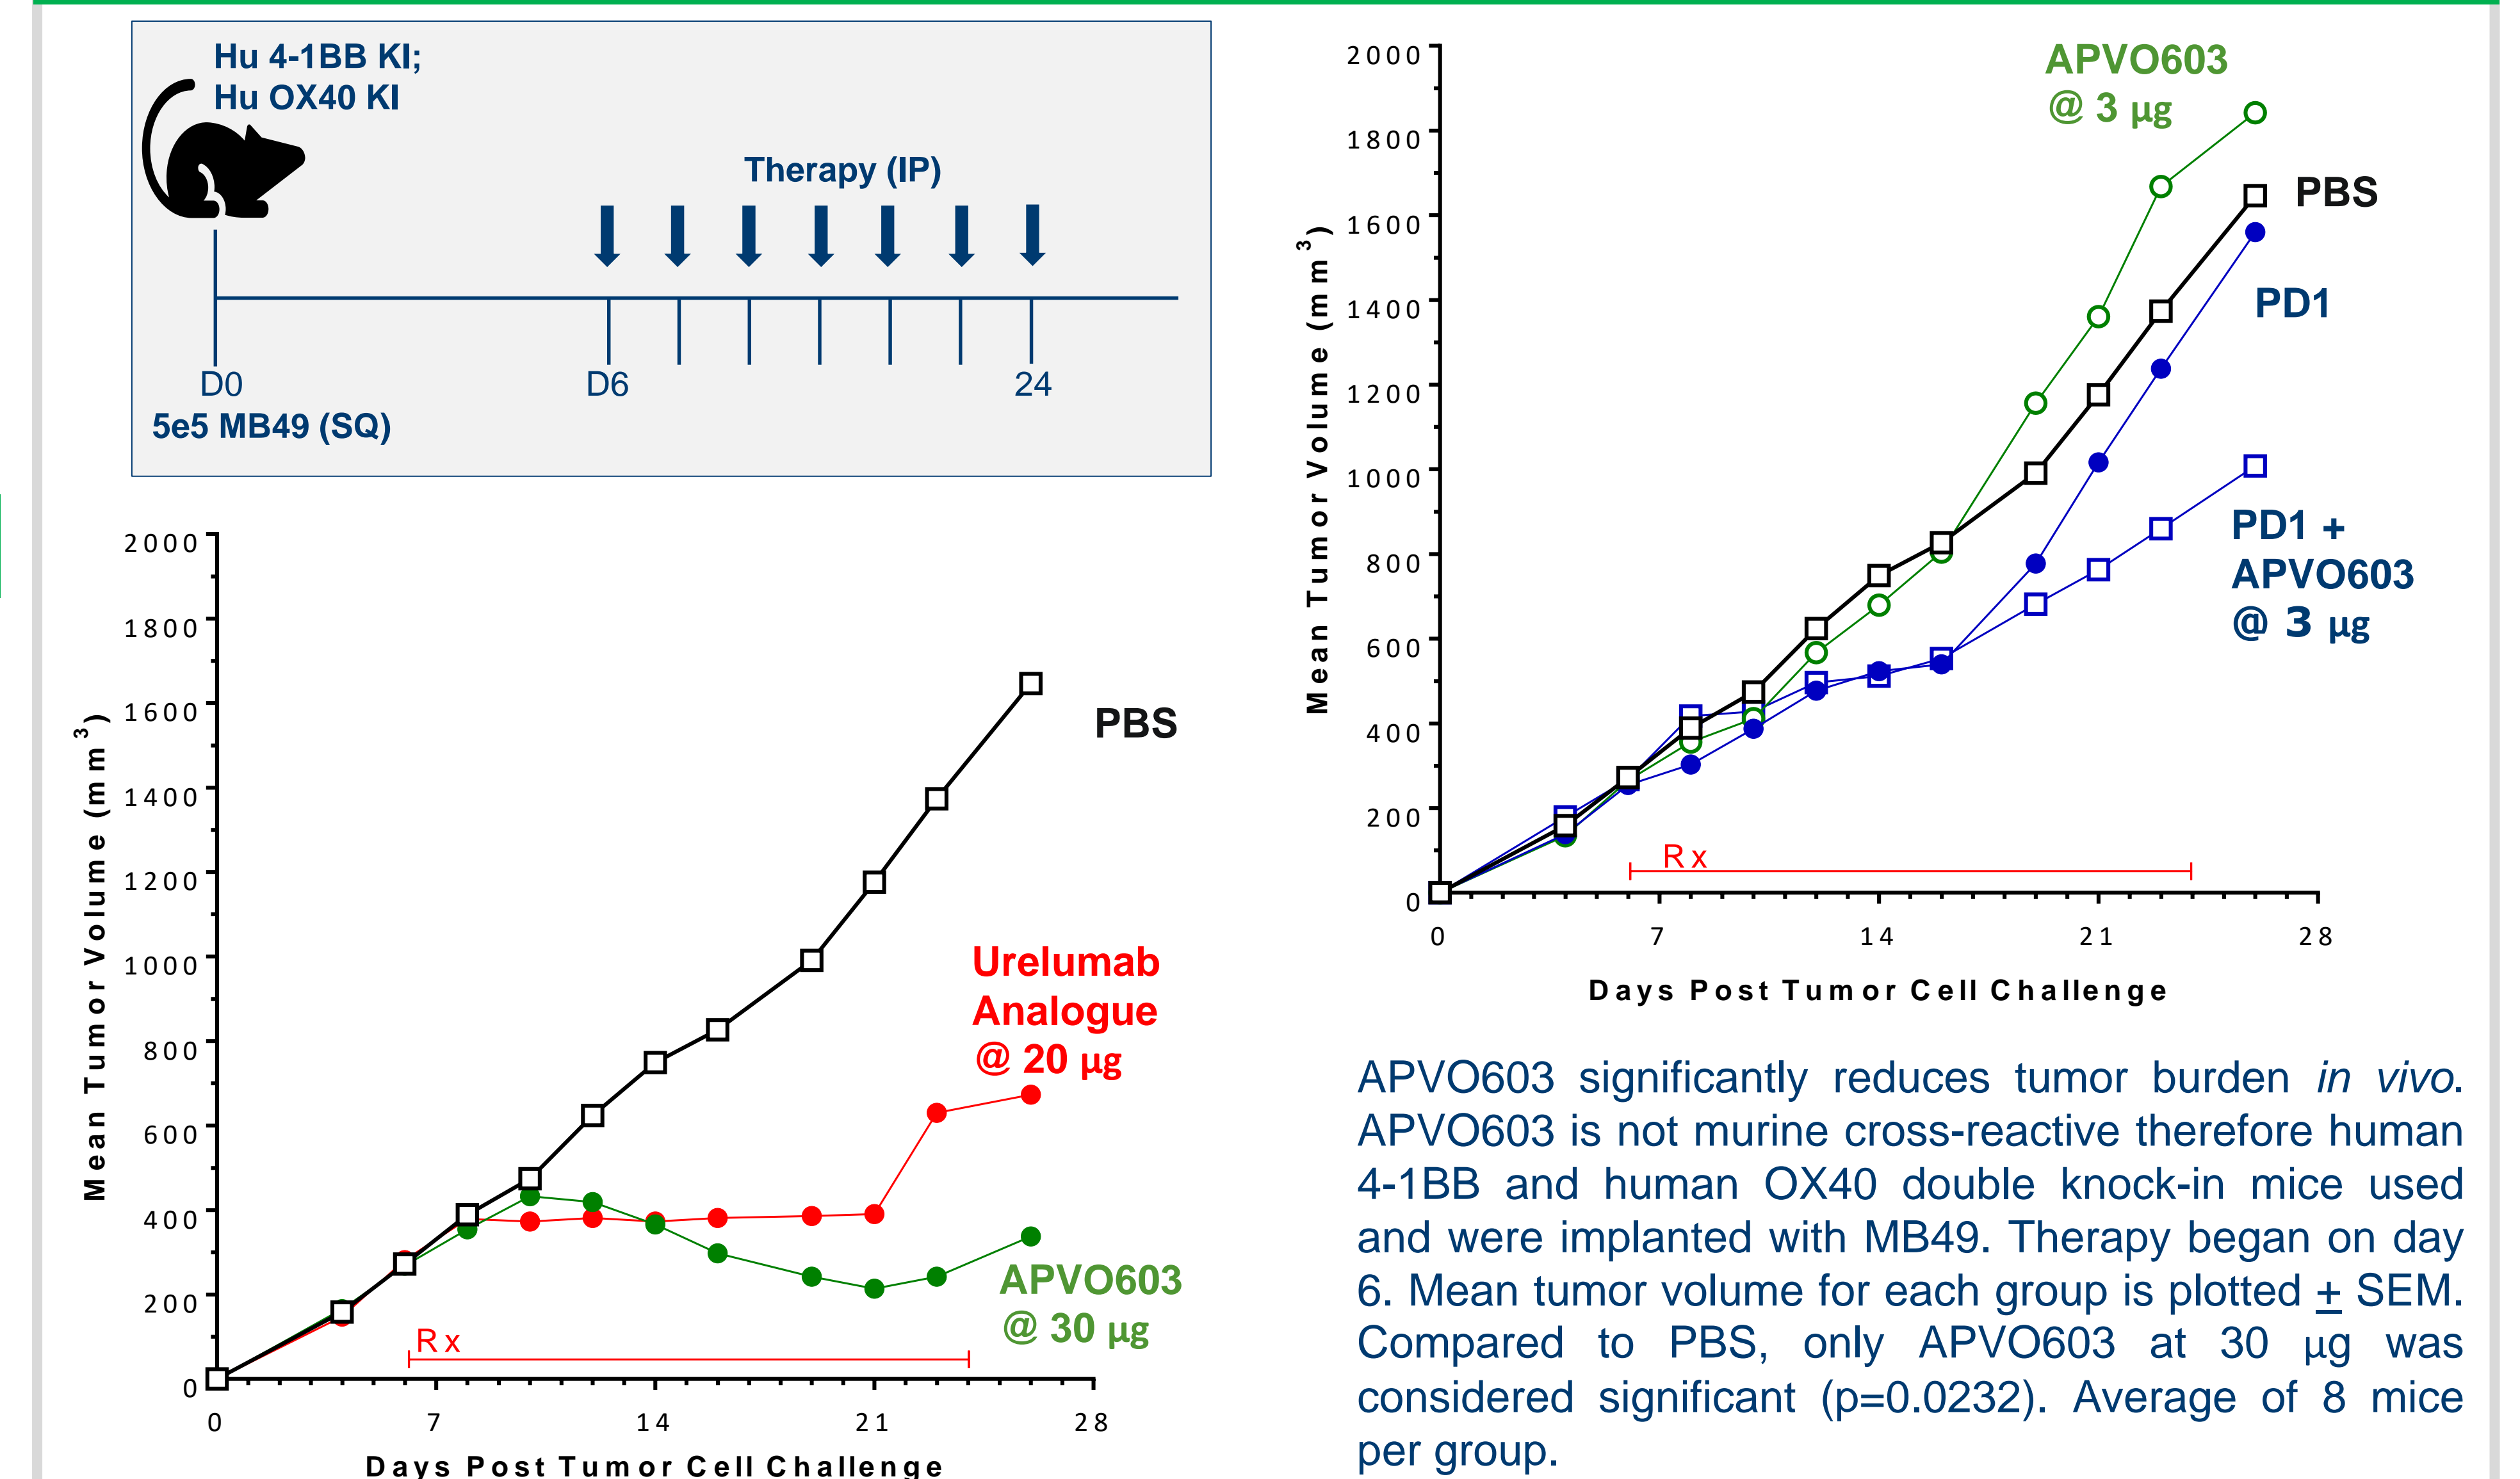 Hu 4-1BB KI;
Hu OX40 KI
Therapy (IP)
D0
D6
24
5e5 MB49 (SQ)
2000
1800
1600
1400
1200
1000
800
600
400
200
0
Mean Tumor Volume (mm³)
PBS
Urelumab
Analogue
@ 20 µg
APVO603
@ 30 µg
Rx
0
7
14
21
28
Days Post Tumor Cell Challenge
2000
1800
1600
1400
1200
1000
800
600
400
200
0
Mean Tumor Volume (mm³)
APVO603
@ 3 µg
PBS
PD1
PD1 +
APVO603
@ 3 µg
Rx
0
7
14
21
28
Days Post Tumor Cell Challenge
APVO603 significantly reduces tumor burden in vivo.
APVO603 is not murine cross-reactive therefore human
4-1BB and human OX40 double knock-in mice used
and were implanted with MB49. Therapy began on day
6. Mean tumor volume for each group is plotted ± SEM.
Compared to PBS, only APVO603 at 30 µg was
considered significant (p=0.0232). Average of 8 mice
per group.